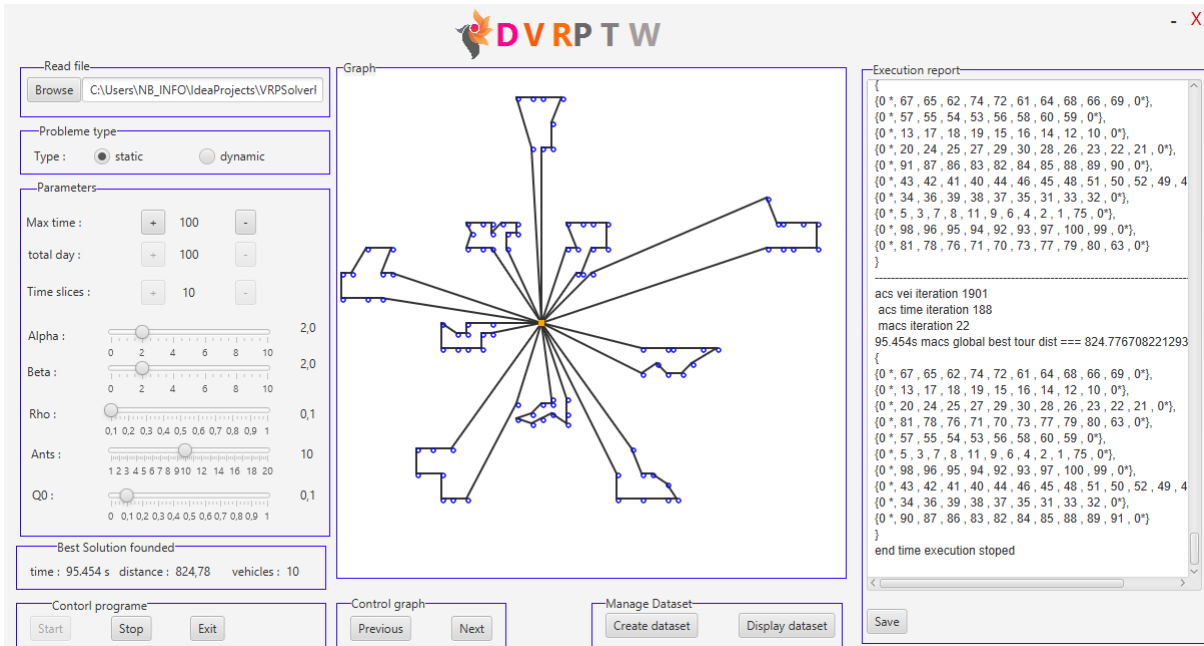 DVRPTW
- X
Read file
Browse C:\Users\NB_INFO\IdeaProjects\VRPSolverI
Probleme type
Type : static dynamic
Parameters
Max time : + 100 -
total day : + 100 -
Time slices : + 10 -
Alpha : 2,0
0 2 4 6 8 10
Beta : 2,0
0 2 4 6 8 10
Rho : 0,1
0,1 0,2 0,3 0,4 0,5 0,6 0,7 0,8 0,9 1
Ants : 10
1 2 3 4 5 6 7 8 9 10 12 14 16 18 20
Q0 : 0,1
0 0,1 0,2 0,3 0,4 0,5 0,6 0,7 0,8 0,9 1
Best Solution founded
time : 95.454 s distance : 824,78 vehicles : 10
Contorl programe
Start Stop Exit
Graph
Control graph
Previous Next
Manage Dataset
Create dataset Display dataset
Execution report
{
{0 *, 67 , 65 , 62 , 74 , 72 , 61 , 64 , 68 , 66 , 69 , 0*},
{0 *, 57 , 55 , 54 , 53 , 56 , 58 , 60 , 59 , 0*},
{0 *, 13 , 17 , 18 , 19 , 15 , 16 , 14 , 12 , 10 , 0*},
{0 *, 20 , 24 , 25 , 27 , 29 , 30 , 28 , 26 , 23 , 22 , 21 , 0*},
{0 *, 91 , 87 , 86 , 83 , 82 , 84 , 85 , 88 , 89 , 90 , 0*},
{0 *, 43 , 42 , 41 , 40 , 44 , 46 , 45 , 48 , 51 , 50 , 52 , 49 , 4
{0 *, 34 , 36 , 39 , 38 , 37 , 35 , 31 , 33 , 32 , 0*},
{0 *, 5 , 3 , 7 , 8 , 11 , 9 , 6 , 4 , 2 , 1 , 75 , 0*},
{0 *, 98 , 96 , 95 , 94 , 92 , 93 , 97 , 100 , 99 , 0*},
{0 *, 81 , 78 , 76 , 71 , 70 , 73 , 77 , 79 , 80 , 63 , 0*}
}
acs vei iteration 1901
acs time iteration 188
macs iteration 22
95.454s macs global best tour dist === 824.776708221293
{
{0 *, 67 , 65 , 62 , 74 , 72 , 61 , 64 , 68 , 66 , 69 , 0*},
{0 *, 13 , 17 , 18 , 19 , 15 , 16 , 14 , 12 , 10 , 0*},
{0 *, 20 , 24 , 25 , 27 , 29 , 30 , 28 , 26 , 23 , 22 , 21 , 0*},
{0 *, 81 , 78 , 76 , 71 , 70 , 73 , 77 , 79 , 80 , 63 , 0*},
{0 *, 57 , 55 , 54 , 53 , 56 , 58 , 60 , 59 , 0*},
{0 *, 5 , 3 , 7 , 8 , 11 , 9 , 6 , 4 , 2 , 1 , 75 , 0*},
{0 *, 98 , 96 , 95 , 94 , 92 , 93 , 97 , 100 , 99 , 0*},
{0 *, 43 , 42 , 41 , 40 , 44 , 46 , 45 , 48 , 51 , 50 , 52 , 49 , 4
{0 *, 34 , 36 , 39 , 38 , 37 , 35 , 31 , 33 , 32 , 0*},
{0 *, 90 , 87 , 86 , 83 , 82 , 84 , 85 , 88 , 89 , 91 , 0*}
}
end time execution stoped
Save